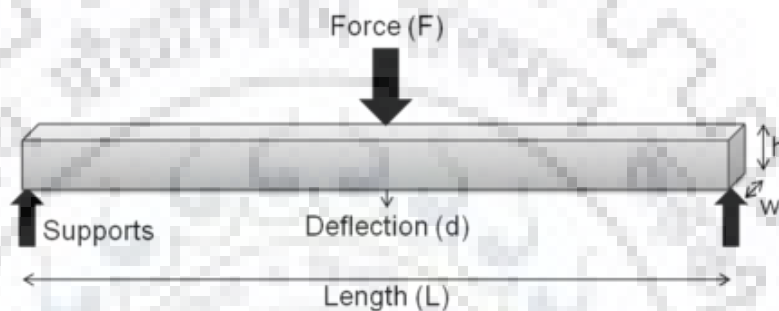 Force (F)
h
w
Supports
Deflection (d)
Length (L)